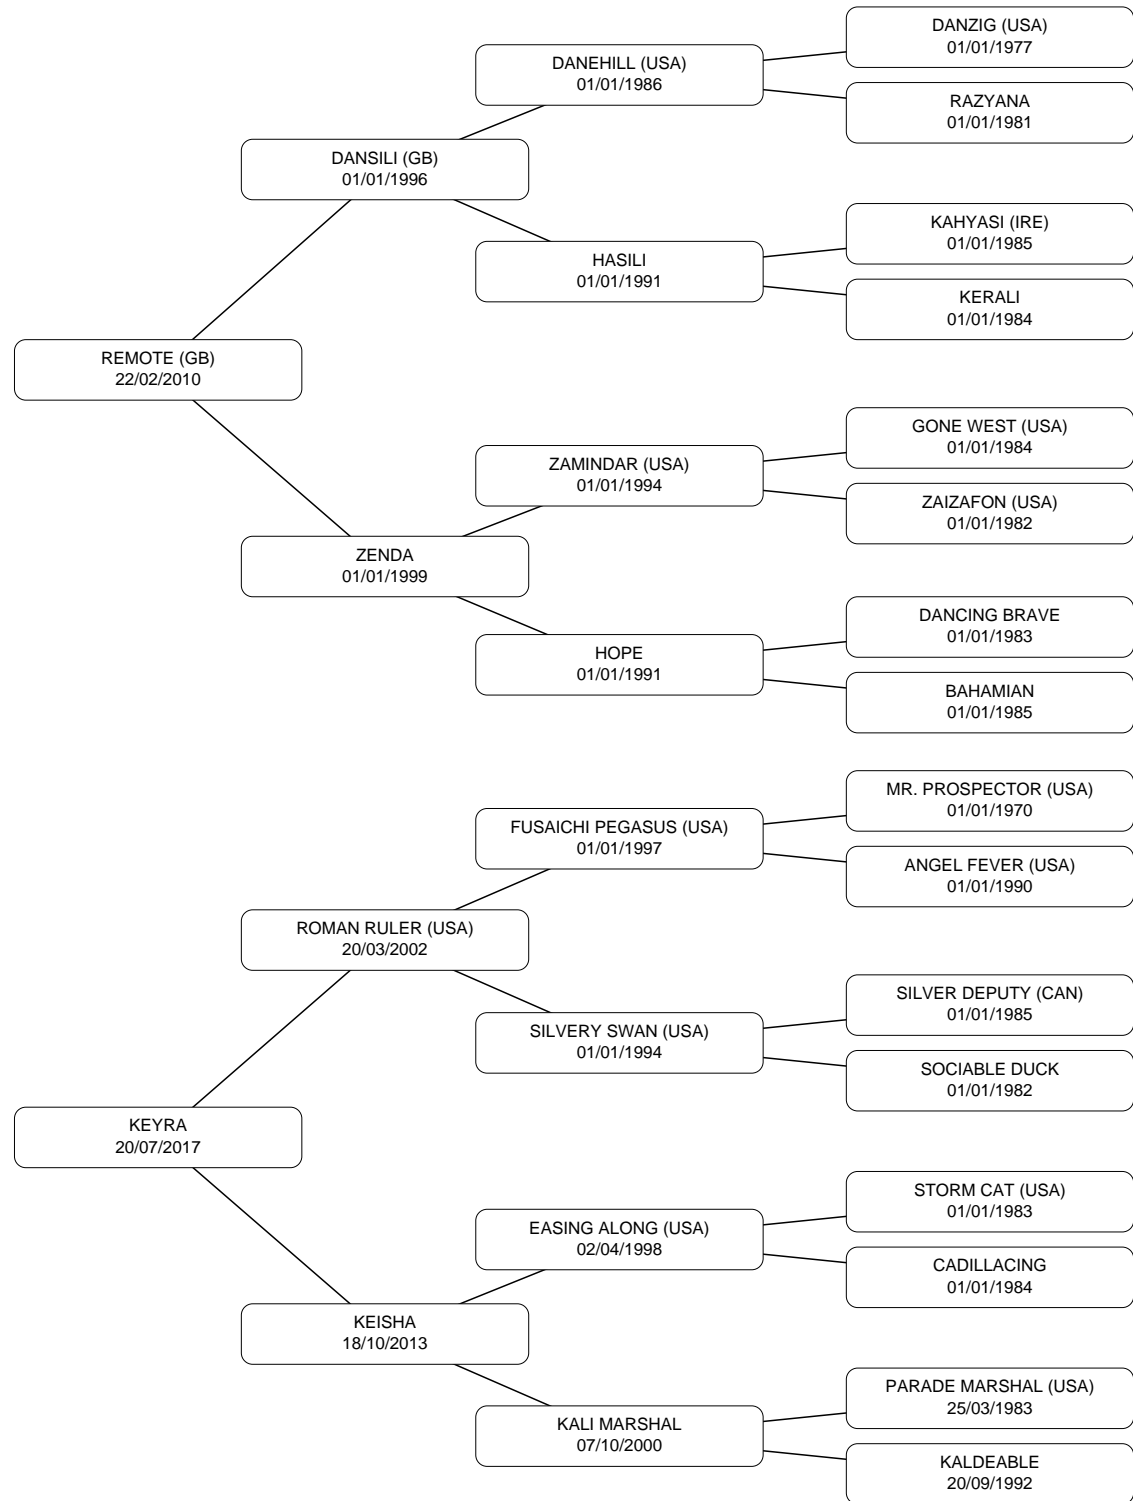 DANZIG (USA)
01/01/1977
DANEHILL (USA)
01/01/1986
RAZYANA
01/01/1981
DANSILI (GB)
01/01/1996
KAHYASI (IRE)
01/01/1985
HASILI
01/01/1991
KERALI
01/01/1984
REMOTE (GB)
22/02/2010
GONE WEST (USA)
01/01/1984
ZAMINDAR (USA)
01/01/1994
ZAIZAFON (USA)
01/01/1982
ZENDA
01/01/1999
DANCING BRAVE
01/01/1983
HOPE
01/01/1991
BAHAMIAN
01/01/1985
MR. PROSPECTOR (USA)
01/01/1970
FUSAICHI PEGASUS (USA)
01/01/1997
ANGEL FEVER (USA)
01/01/1990
ROMAN RULER (USA)
20/03/2002
SILVER DEPUTY (CAN)
01/01/1985
SILVERY SWAN (USA)
01/01/1994
SOCIABLE DUCK
01/01/1982
KEYRA
20/07/2017
STORM CAT (USA)
01/01/1983
EASING ALONG (USA)
02/04/1998
CADILLACING
01/01/1984
KEISHA
18/10/2013
PARADE MARSHAL (USA)
25/03/1983
KALI MARSHAL
07/10/2000
KALDEABLE
20/09/1992